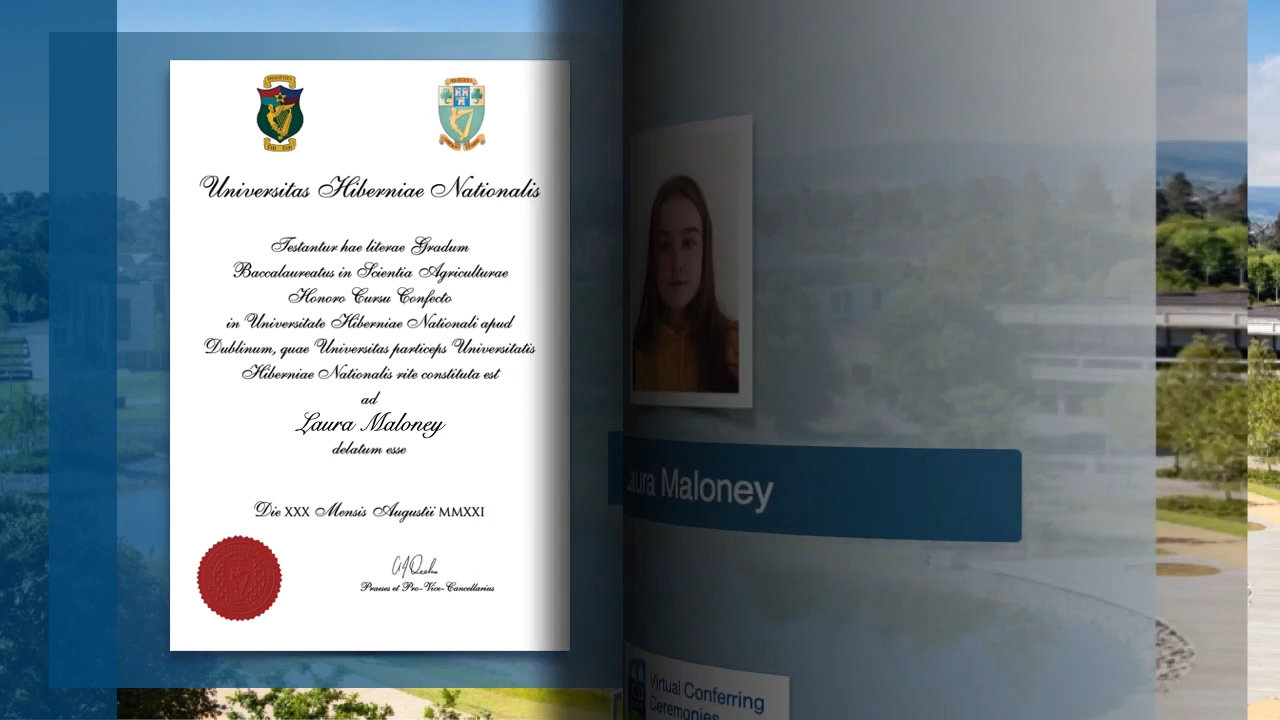 Universitas Hiberniae Nationalis
Testantur hae literae Gradum
Baccalaureatus in Scientia Agriculturae
Honoro Cursu Confecto
in Universitate Hiberniae Nationali apud
Dublinum, quae Universitas particeps Universitatis
Hiberniae Nationalis rite constituta est
ad
Laura Maloney
delatum esse
Die XXX Mensis Augustii MMXXI
Praeses et Pro-Vice-Cancellarius
Laura Maloney
Virtual Conferring
Ceremonies